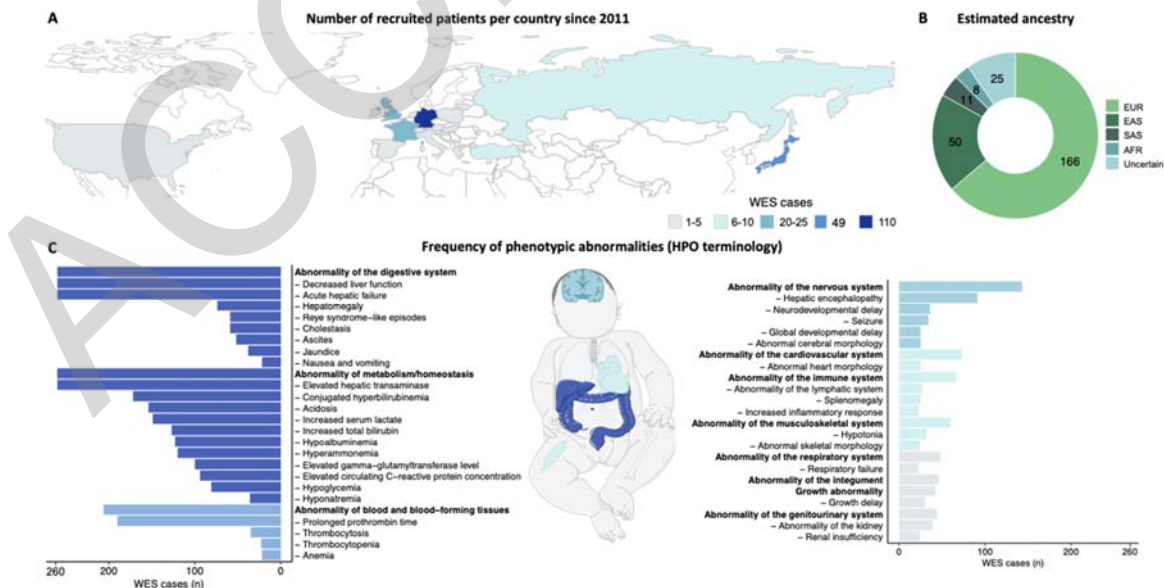 A
Number of recruited patients per country since 2011
WES cases
1-5
6-10
20-25
49
110
B
Estimated ancestry
25
8
11
50
166
EUR
EAS
SAS
AFR
Uncertain
C
Frequency of phenotypic abnormalities (HPO terminology)
Abnormality of the digestive system
– Decreased liver function
– Acute hepatic failure
– Hepatomegaly
– Reye syndrome–like episodes
– Cholestasis
– Ascites
– Jaundice
– Nausea and vomiting
Abnormality of metabolism/homeostasis
– Elevated hepatic transaminase
– Conjugated hyperbilirubinemia
– Acidosis
– Increased serum lactate
– Increased total bilirubin
– Hypoalbuminemia
– Hyperammonemia
– Elevated gamma–glutamyltransferase level
– Elevated circulating C–reactive protein concentration
– Hypoglycemia
– Hyponatremia
Abnormality of blood and blood–forming tissues
– Prolonged prothrombin time
– Thrombocytosis
– Thrombocytopenia
– Anemia
260 200 100 0
WES cases (n)
Abnormality of the nervous system
– Hepatic encephalopathy
– Neurodevelopmental delay
– Seizure
– Global developmental delay
– Abnormal cerebral morphology
Abnormality of the cardiovascular system
– Abnormal heart morphology
Abnormality of the immune system
– Abnormality of the lymphatic system
– Splenomegaly
– Increased inflammatory response
Abnormality of the musculoskeletal system
– Hypotonia
– Abnormal skeletal morphology
Abnormality of the respiratory system
– Respiratory failure
Abnormality of the integument
Growth abnormality
– Growth delay
Abnormality of the genitourinary system
– Abnormality of the kidney
– Renal insufficiency
0 100 200 260
WES cases (n)
ACC